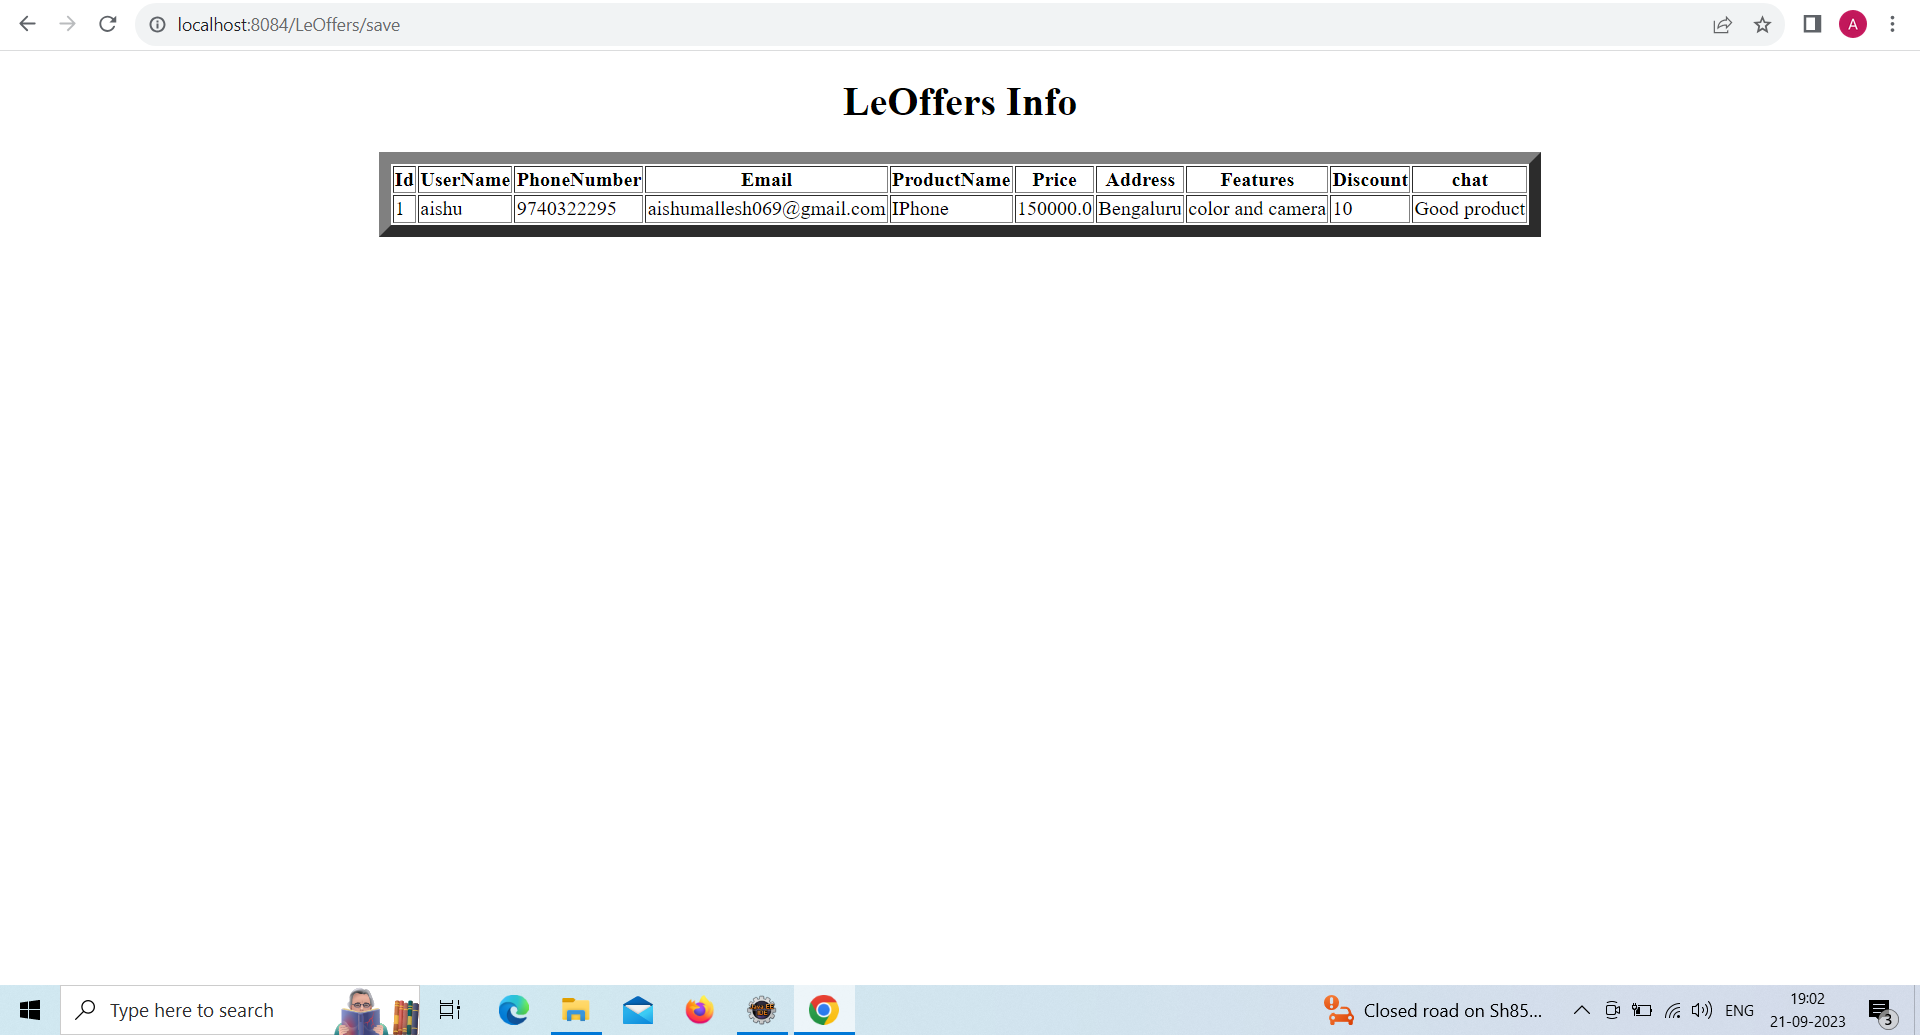 localhost:8084/LeOffers/save
A
LeOffers Info
Id UserName PhoneNumber Email ProductName Price Address Features Discount chat
1 aishu 9740322295 aishumallesh069@gmail.com IPhone 150000.0 Bengaluru color and camera 10 Good product
Type here to search
Closed road on Sh85...
ENG
19:02
21-09-2023
3